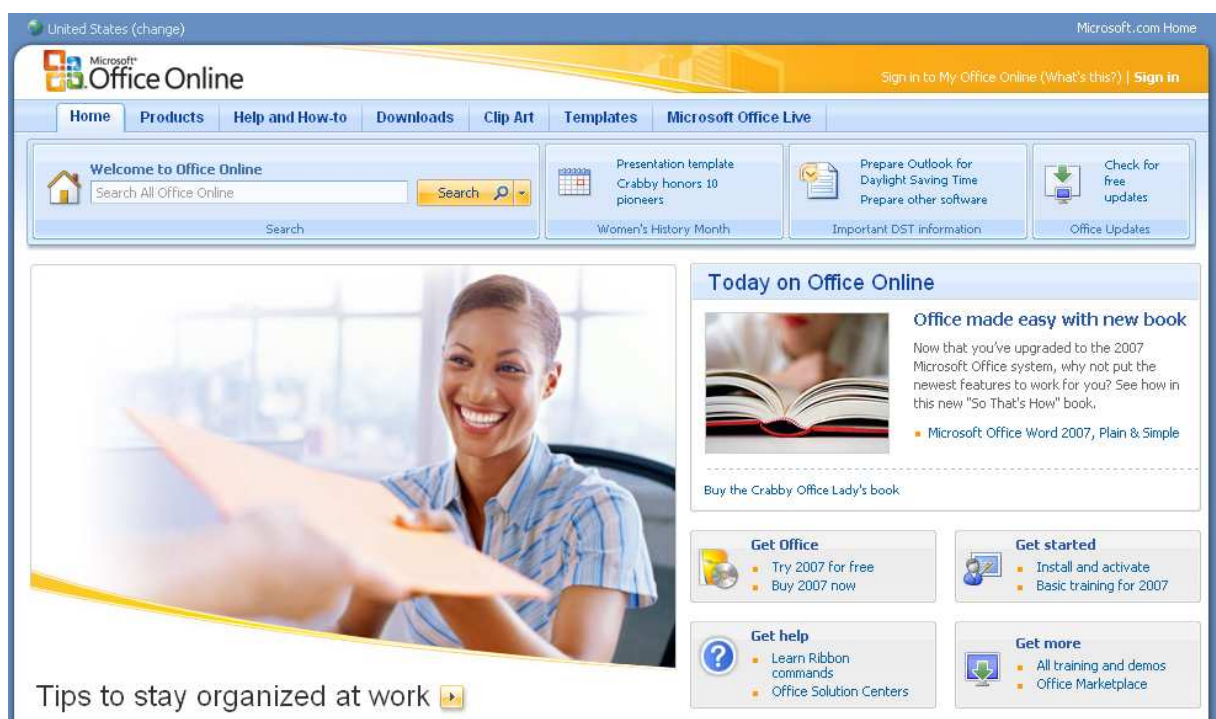 United States (change)
Microsoft.com Home
Microsoft®
Office Online
Sign in to My Office Online (What's this?) | Sign in
Home
Products
Help and How-to
Downloads
Clip Art
Templates
Microsoft Office Live
Welcome to Office Online
Search All Office Online
Search
Search
Presentation template
Crabby honors 10
pioneers
Women's History Month
Prepare Outlook for
Daylight Saving Time
Prepare other software
Important DST information
Check for
free
updates
Office Updates
Tips to stay organized at work
Today on Office Online
Office made easy with new book
Now that you've upgraded to the 2007
Microsoft Office system, why not put the
newest features to work for you? See how in
this new "So That's How" book.
Microsoft Office Word 2007, Plain & Simple
Buy the Crabby Office Lady's book
Get Office
Try 2007 for free
Buy 2007 now
Get started
Install and activate
Basic training for 2007
Get help
Learn Ribbon
commands
Office Solution Centers
Get more
All training and demos
Office Marketplace